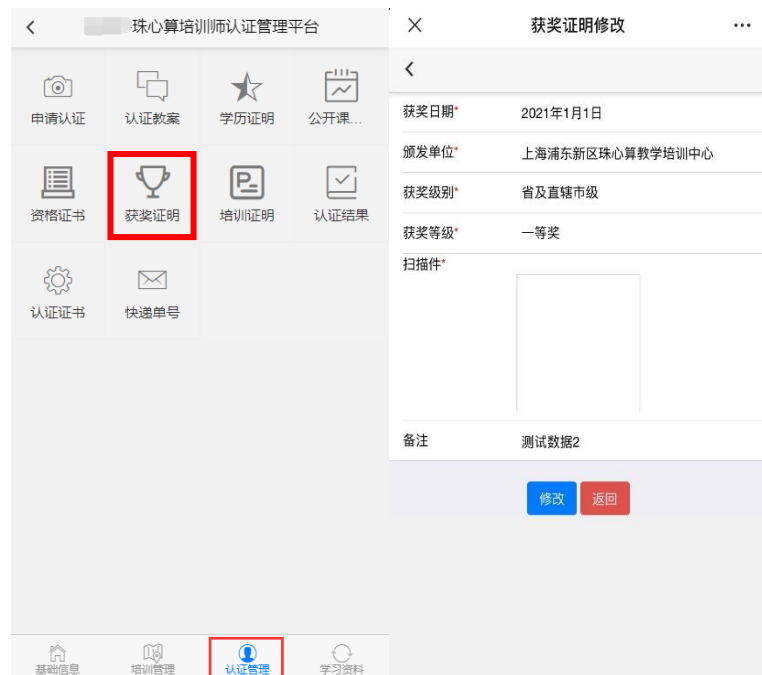 珠心算培训师认证管理平台
申请认证
认证教案
学历证明
公开课...
资格证书
获奖证明
培训证明
认证结果
认证证书
快递单号
基础信息
培训管理
认证管理
学习资料
获奖证明修改
获奖日期* 2021年1月1日
颁发单位* 上海浦东新区珠心算教学培训中心
获奖级别* 省及直辖市级
获奖等级* 一等奖
扫描件*
备注 测试数据2
修改 返回